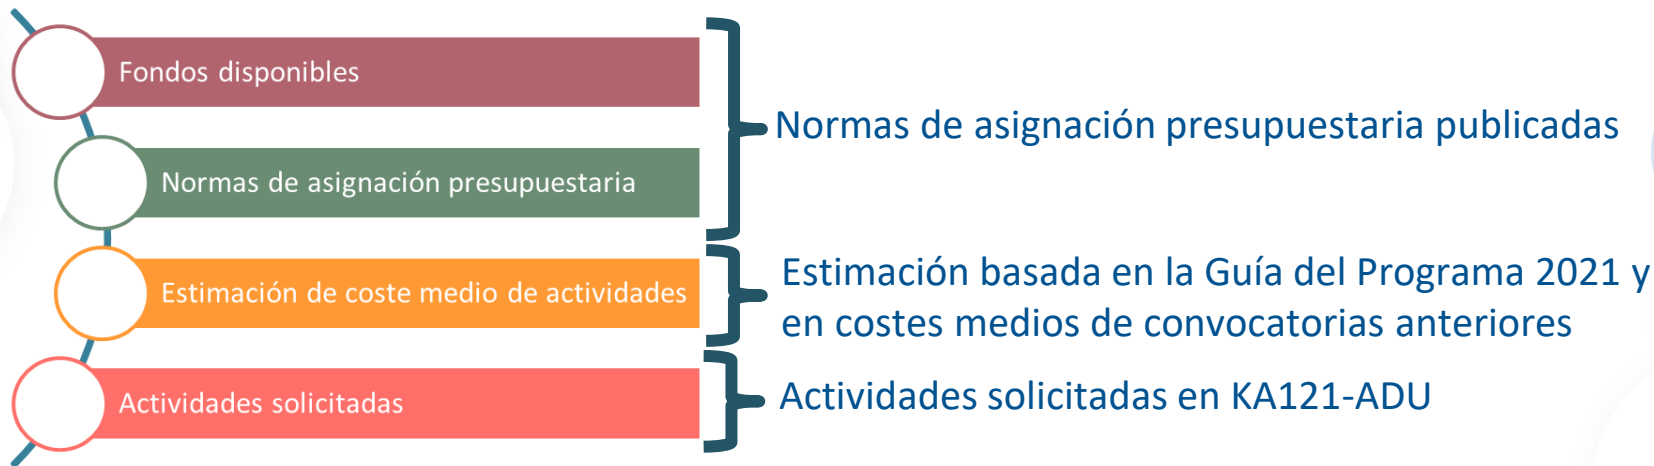 Fondos disponibles
Normas de asignación presupuestaria
Normas de asignación presupuestaria publicadas
Estimación de coste medio de actividades
Estimación basada en la Guía del Programa 2021 y
en costes medios de convocatorias anteriores
Actividades solicitadas
Actividades solicitadas en KA121-ADU